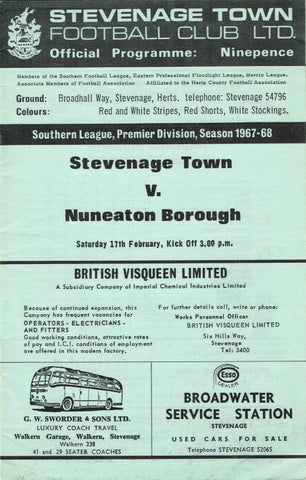 STEVENAGE TOWN
FOOTBALL CLUB LTD.
Official Programme: Ninepence
Members of the Southern Football League, Eastern Professional Floodlight League, Mercia League.
Associate Members of Football Association Affiliated to the Herts County Football Association
Ground: Broadhall Way, Stevenage, Herts. telephone: Stevenage 54796
Colours: Red and White Stripes, Red Shorts, White Stockings.
Southern League, Premier Division, Season 1967-68
Stevenage Town
V.
Nuneaton Borough
Saturday 17th February, Kick Off 3.00 p.m.
BRITISH VISQUEEN LIMITED
A Subsidiary Company of Imperial Chemical Industries Limited
Because of continued expansion, this
Company has frequent vacancies for
OPERATORS - ELECTRICIANS -
AND FITTERS
Good working conditions, attractive rates
of pay and I.C.I. conditions of employment
are offered in this modern factory.
For further details call, write or phone:
Works Personnel Officer
BRITISH VISQUEEN LIMITED
Six Hills Way,
Stevenage
Tel: 3400
G. W. SWORDER & SONS LTD.
LUXURY COACH TRAVEL
Walkern Garage, Walkern, Stevenage
Walkern 238
41 and 29 SEATER COACHES
Esso
DEALER
BROADWATER
SERVICE STATION
STEVENAGE
USED CARS FOR SALE
Telephone STEVENAGE 52065